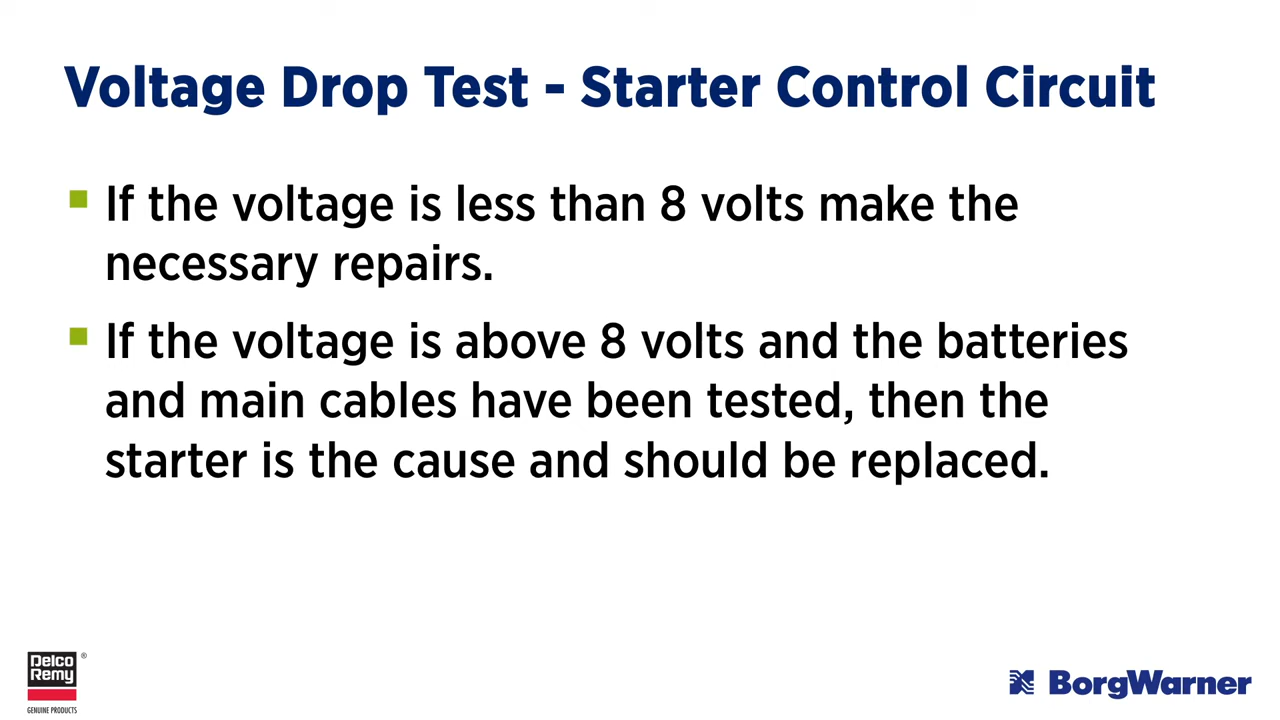 Voltage Drop Test - Starter Control Circuit
If the voltage is less than 8 volts make the
necessary repairs.
If the voltage is above 8 volts and the batteries
and main cables have been tested, then the
starter is the cause and should be replaced.
Delco
Remy
®
GENUINE PRODUCTS
BorgWarner